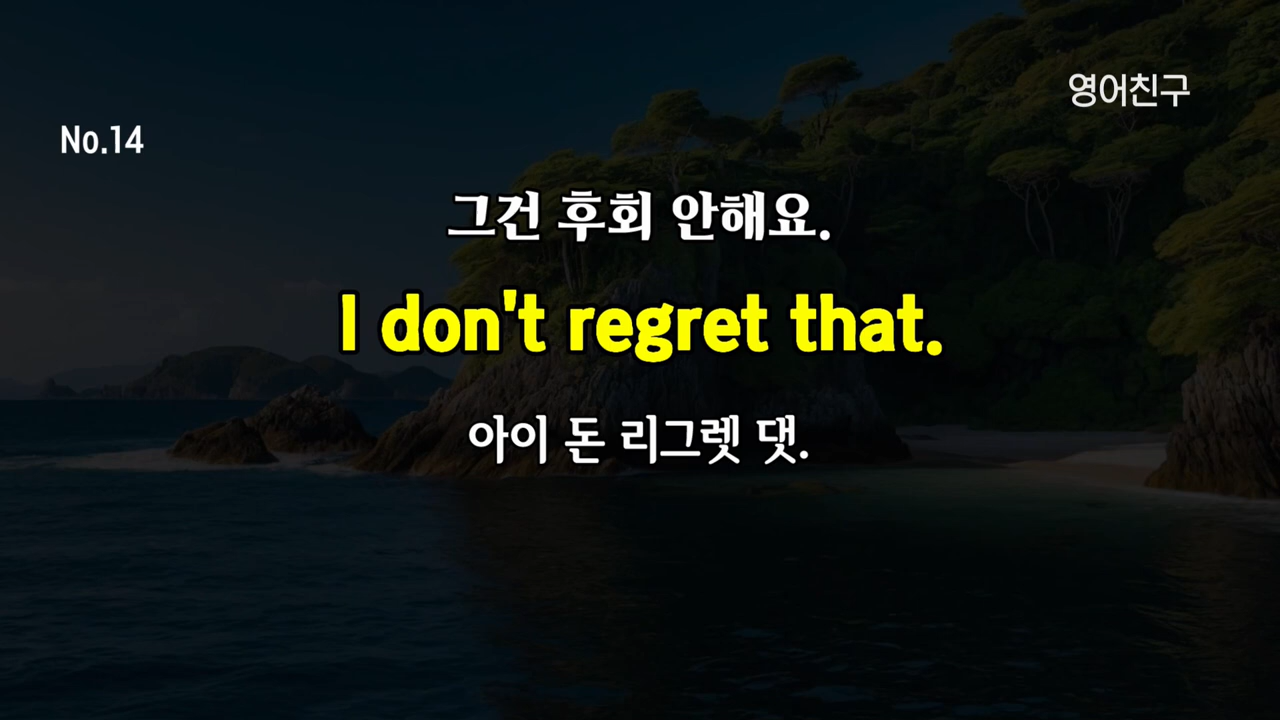 영어친구
No.14
그건 후회 안해요.
I don't regret that.
아이 돈 리그렛 댓.